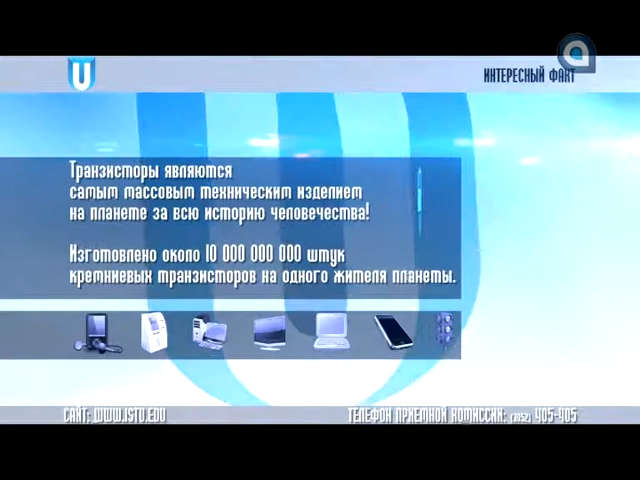 U
ИНТЕРЕСНЫЙ ФАКТ
Транзисторы являются
самым массовым техническим изделием
на планете за всю историю человечества!
Изготовлено около 10 000 000 000 штук
кремниевых транзисторов на одного жителя планеты.
САЙТ: WWW.ISTU.EDU
ТЕЛЕФОН ПРИЕМНОЙ КОМИССИИ: (3952) 405-405